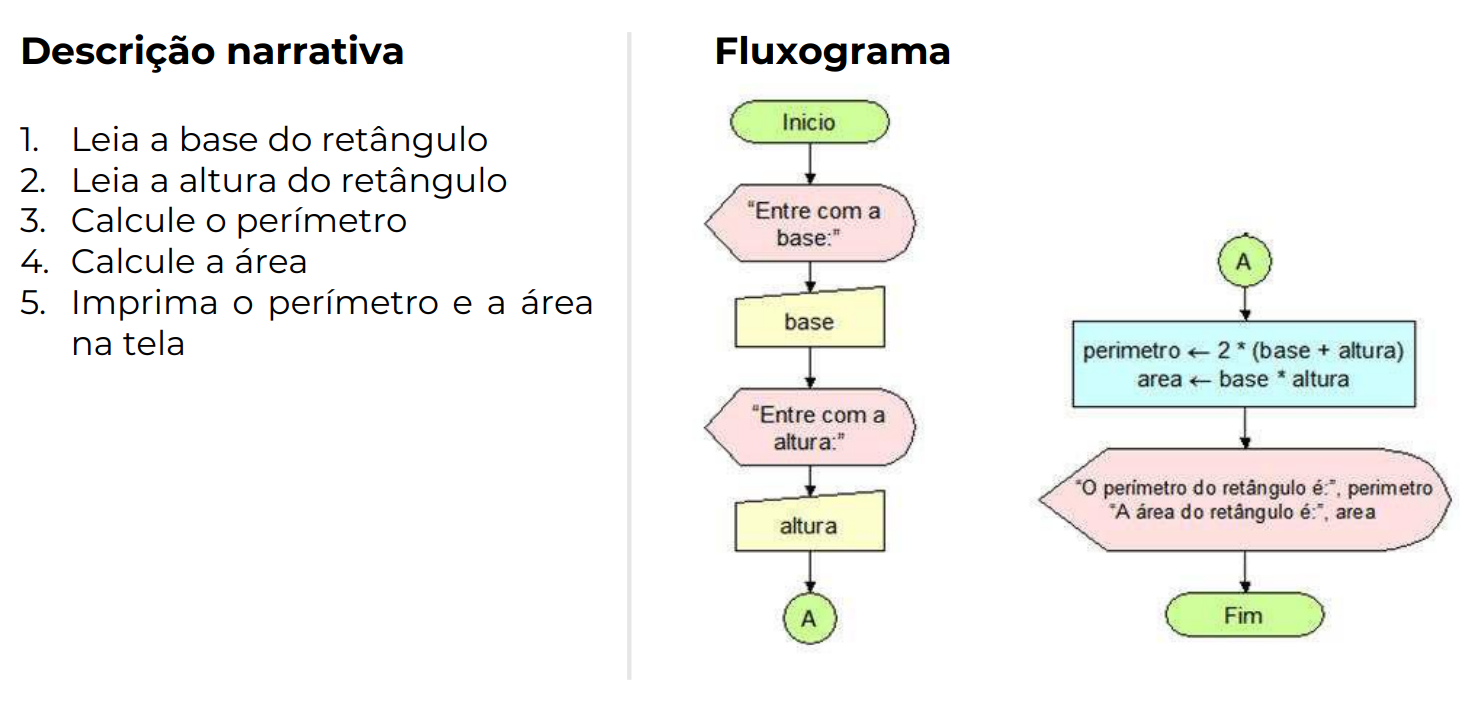 Descrição narrativa
1. Leia a base do retângulo
2. Leia a altura do retângulo
3. Calcule o perímetro
4. Calcule a área
5. Imprima o perímetro e a área
na tela
Fluxograma
Inicio
“Entre com a
base:”
base
“Entre com a
altura:”
altura
A
A
perimetro ← 2 * (base + altura)
area ← base * altura
“O perímetro do retângulo é:”, perimetro
“A área do retângulo é:”, area
Fim